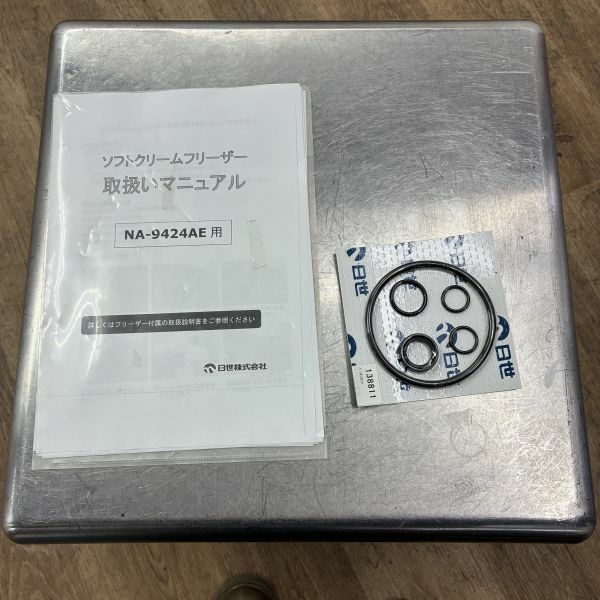 ソフトクリームフリーザー
取扱いマニュアル
NA-9424AE 用
詳しくはフリーザー付属の取扱説明書をご参照ください
日世株式会社
日世
日世
138811